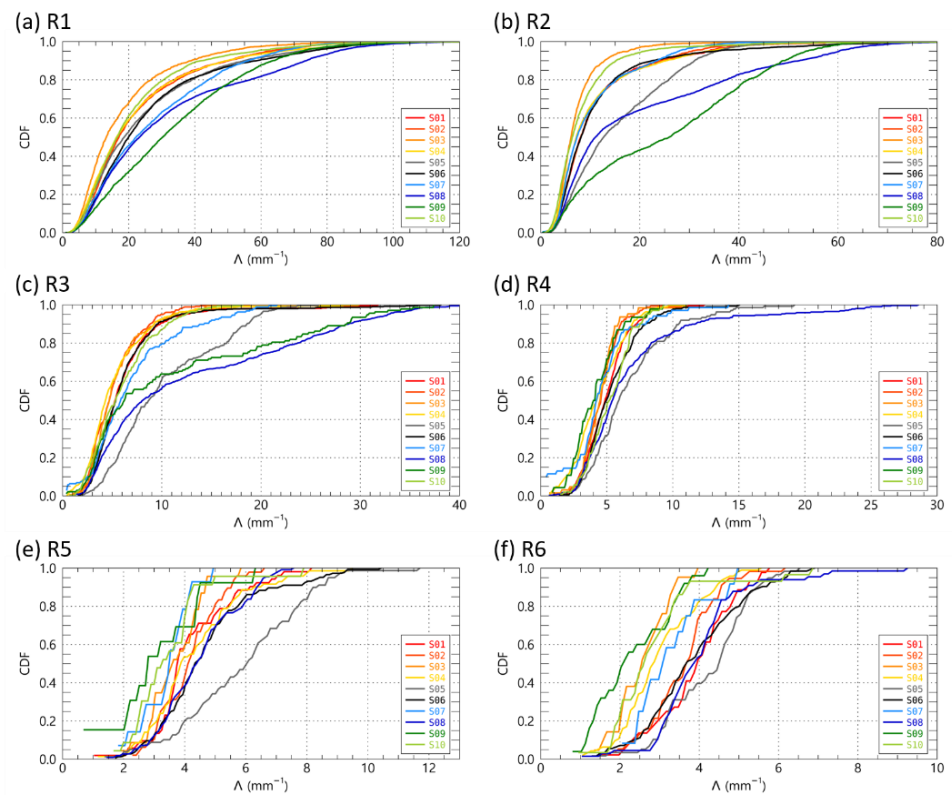 (a) R1
(b) R2
1.0
0.8
0.6
0.4
0.2
0.0
CDF
0 20 40 60 80 100 120
Λ (mm⁻¹)
S01
S02
S03
S04
S05
S06
S07
S08
S09
S10
1.0
0.8
0.6
0.4
0.2
0.0
CDF
0 20 40 60 80
Λ (mm⁻¹)
S01
S02
S03
S04
S05
S06
S07
S08
S09
S10
(c) R3
(d) R4
1.0
0.8
0.6
0.4
0.2
0.0
CDF
0 10 20 30 40
Λ (mm⁻¹)
S01
S02
S03
S04
S05
S06
S07
S08
S09
S10
1.0
0.8
0.6
0.4
0.2
0.0
CDF
0 5 10 15 20 25 30
Λ (mm⁻¹)
S01
S02
S03
S04
S05
S06
S07
S08
S09
S10
(e) R5
(f) R6
1.0
0.8
0.6
0.4
0.2
0.0
CDF
0 2 4 6 8 10 12
Λ (mm⁻¹)
S01
S02
S03
S04
S05
S06
S07
S08
S09
S10
1.0
0.8
0.6
0.4
0.2
0.0
CDF
0 2 4 6 8 10
Λ (mm⁻¹)
S01
S02
S03
S04
S05
S06
S07
S08
S09
S10